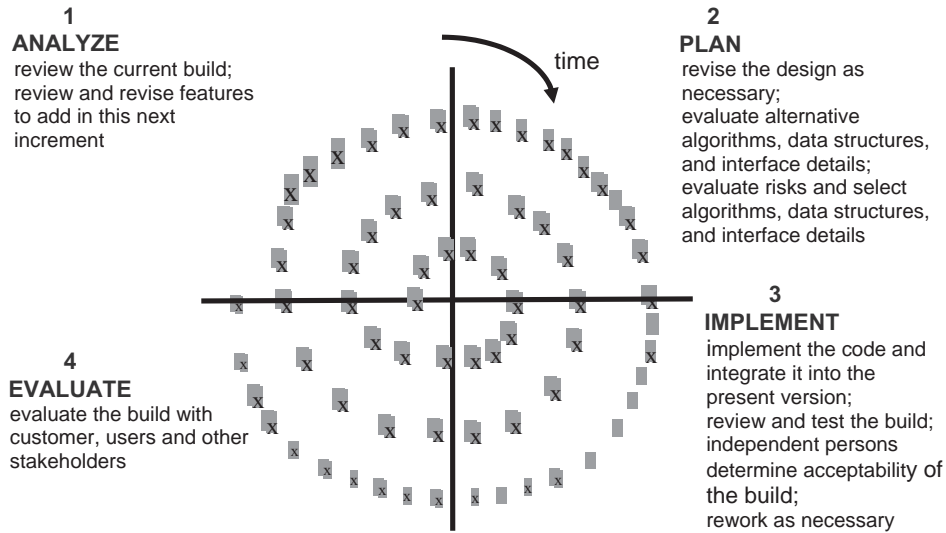 1
ANALYZE
review the current build;
review and revise features
to add in this next
increment
time
2
PLAN
revise the design as
necessary;
evaluate alternative
algorithms, data structures,
and interface details;
evaluate risks and select
algorithms, data structures,
and interface details
3
IMPLEMENT
implement the code and
integrate it into the
present version;
review and test the build;
independent persons
determine acceptability of
the build;
rework as necessary
4
EVALUATE
evaluate the build with
customer, users and other
stakeholders